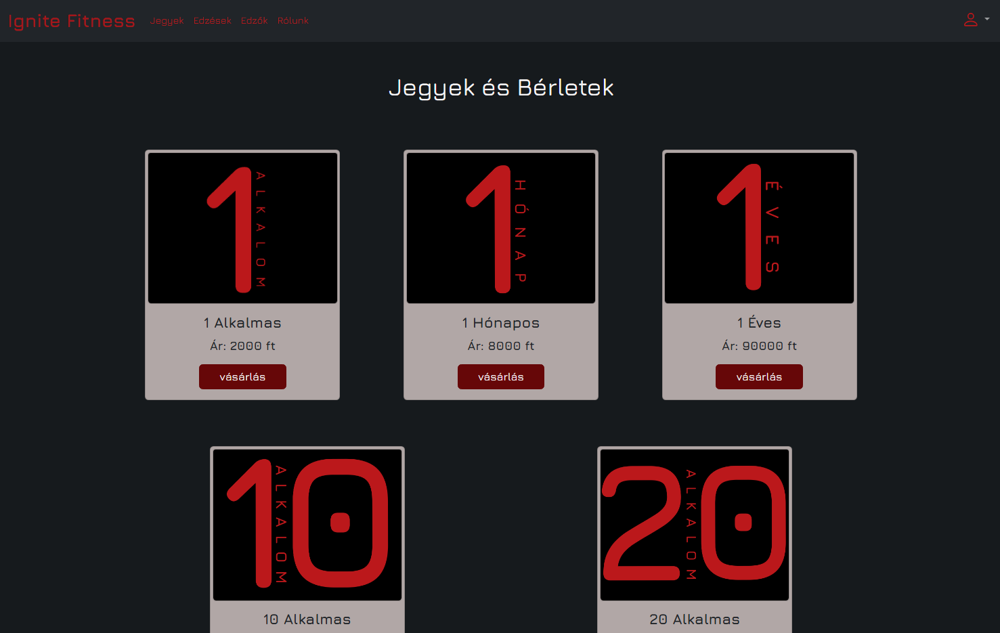 Ignite Fitness Jegyek Edzések Edzők Rólunk
Jegyek és Bérletek
1 ALKALOM
1 HÓNAP
1 ÉVES
1 Alkalmas
Ár: 2000 ft
vásárlás
1 Hónapos
Ár: 8000 ft
vásárlás
1 Éves
Ár: 90000 ft
vásárlás
10 ALKALOM
20 ALKALOM
10 Alkalmas
20 Alkalmas